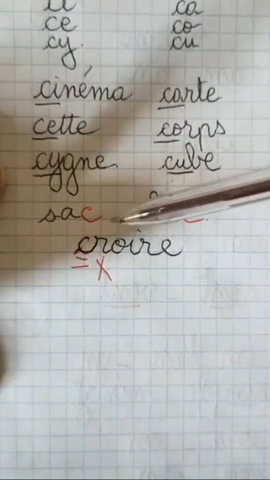 ce co
cy cu
cinéma carte
cette corps
cygne cube
sac
croire
x